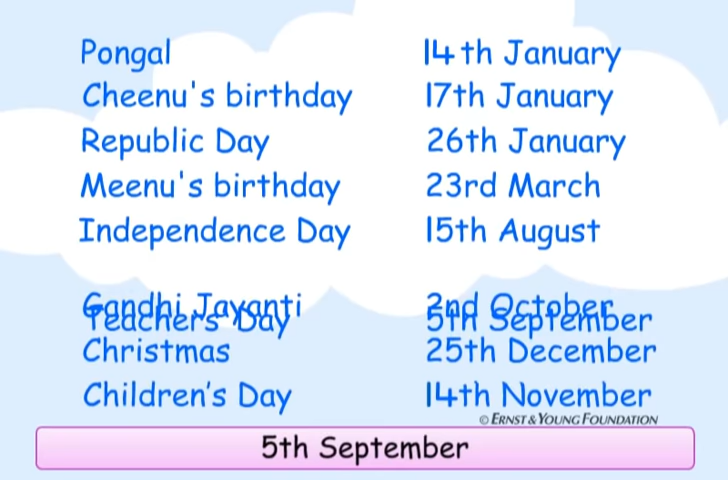 Pongal 14th January
Cheenu's birthday 17th January
Republic Day 26th January
Meenu's birthday 23rd March
Independence Day 15th August
Gandhi Jayanti 2nd October
Teacher's Day 5th September
Christmas 25th December
Children's Day 14th November
© ERNST & YOUNG FOUNDATION
5th September